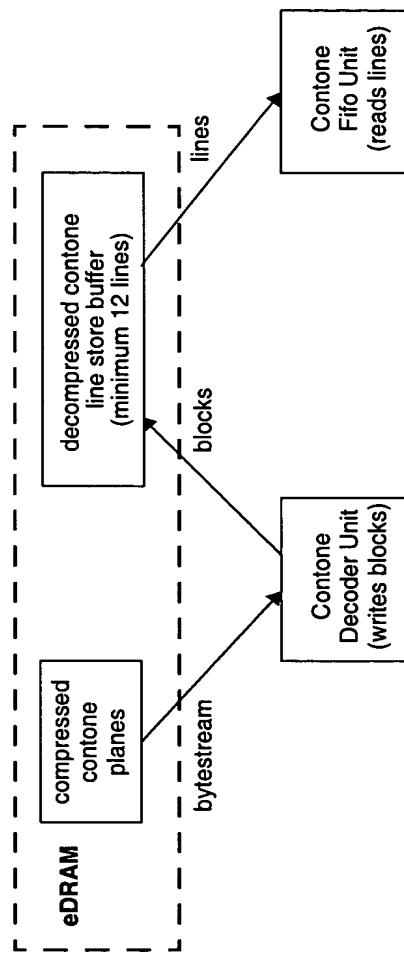 eDRAM
compressed
contone
planes
decompressed contone
line store buffer
(minimum 12 lines)
bytestream
blocks
lines
Contone
Decoder Unit
(writes blocks)
Contone
Fifo Unit
(reads lines)